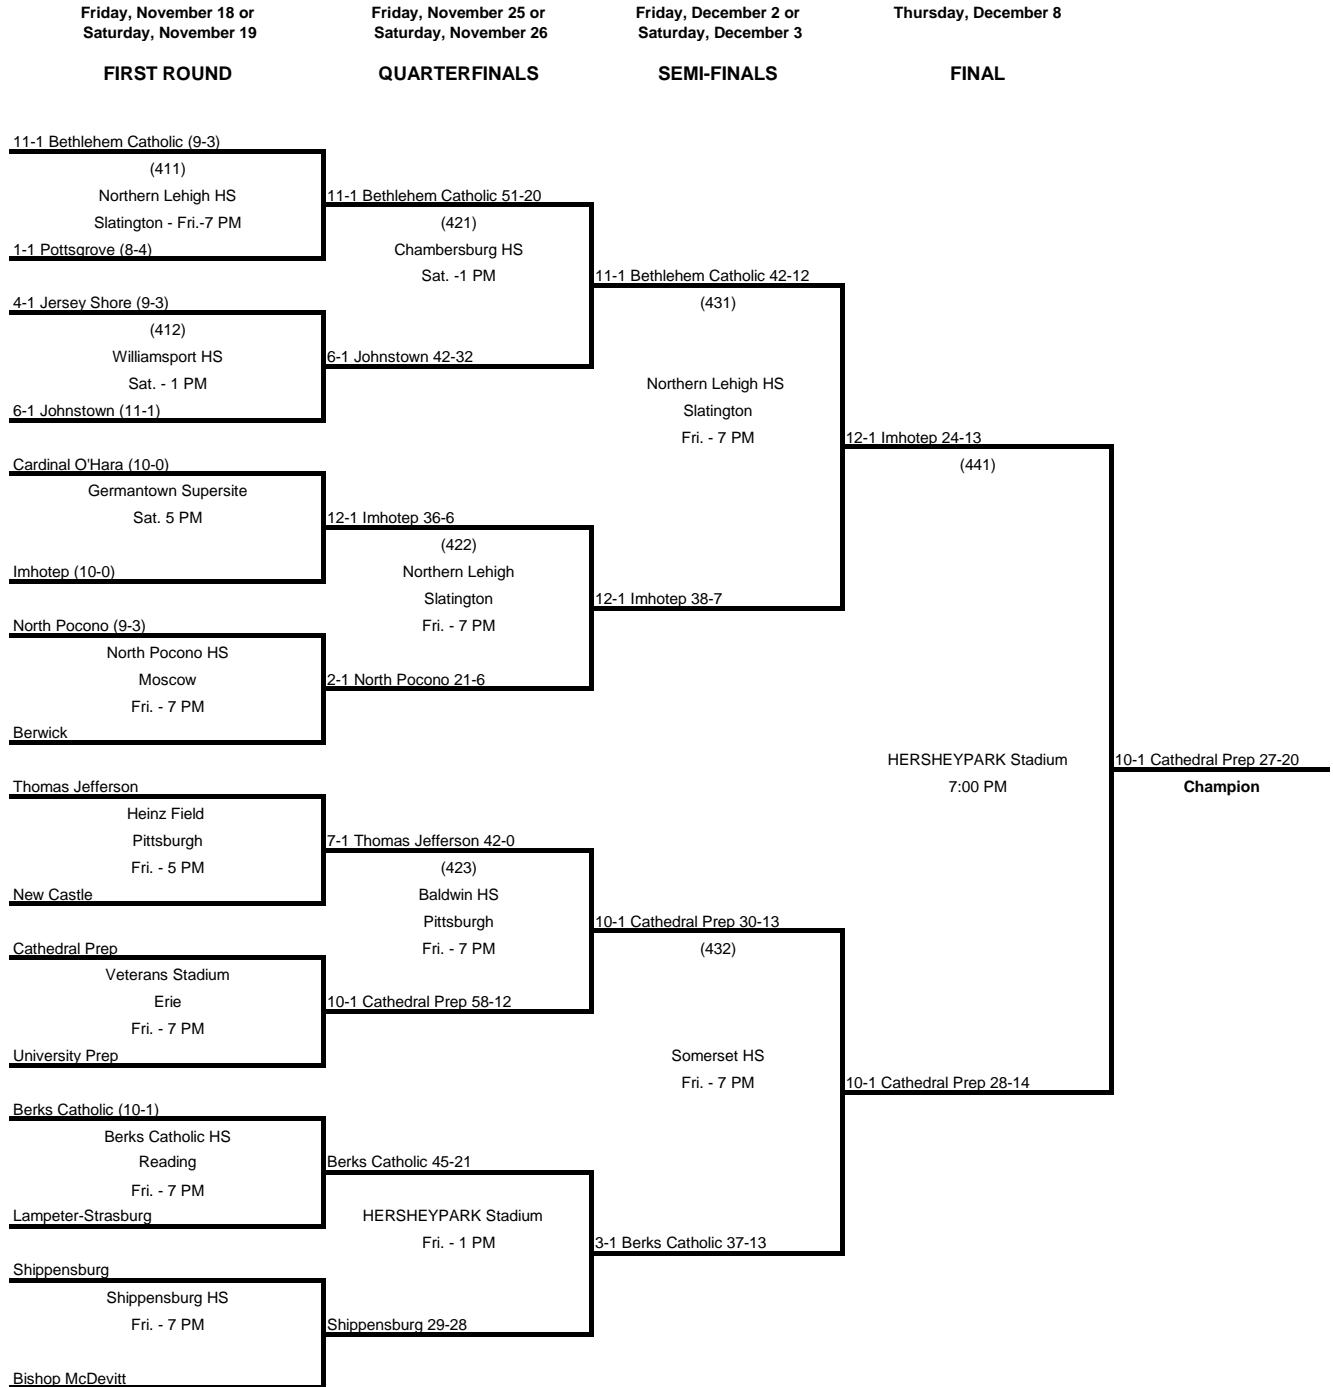 Friday, November 18 or
Saturday, November 19
Friday, November 25 or
Saturday, November 26
Friday, December 2 or
Saturday, December 3
Thursday, December 8
FIRST ROUND
QUARTERFINALS
SEMI-FINALS
FINAL
11-1 Bethlehem Catholic (9-3)
(411)
Northern Lehigh HS
Slatington - Fri.-7 PM
1-1 Pottsgrove (8-4)
4-1 Jersey Shore (9-3)
(412)
Williamsport HS
Sat. - 1 PM
6-1 Johnstown (11-1)
Cardinal O'Hara (10-0)
Germantown Supersite
Sat. 5 PM
Imhotep (10-0)
North Pocono (9-3)
North Pocono HS
Moscow
Fri. - 7 PM
Berwick
Thomas Jefferson
Heinz Field
Pittsburgh
Fri. - 5 PM
New Castle
Cathedral Prep
Veterans Stadium
Erie
Fri. - 7 PM
University Prep
Berks Catholic (10-1)
Berks Catholic HS
Reading
Fri. - 7 PM
Lampeter-Strasburg
Shippensburg
Shippensburg HS
Fri. - 7 PM
Bishop McDevitt
11-1 Bethlehem Catholic 51-20
(421)
Chambersburg HS
Sat. -1 PM
6-1 Johnstown 42-32
12-1 Imhotep 36-6
(422)
Northern Lehigh
Slatington
Fri. - 7 PM
2-1 North Pocono 21-6
7-1 Thomas Jefferson 42-0
(423)
Baldwin HS
Pittsburgh
Fri. - 7 PM
10-1 Cathedral Prep 58-12
Berks Catholic 45-21
HERSHEYPARK Stadium
Fri. - 1 PM
Shippensburg 29-28
11-1 Bethlehem Catholic 42-12
(431)
Northern Lehigh HS
Slatington
Fri. - 7 PM
12-1 Imhotep 38-7
10-1 Cathedral Prep 30-13
(432)
Somerset HS
Fri. - 7 PM
3-1 Berks Catholic 37-13
12-1 Imhotep 24-13
(441)
HERSHEYPARK Stadium
7:00 PM
10-1 Cathedral Prep 28-14
10-1 Cathedral Prep 27-20
Champion